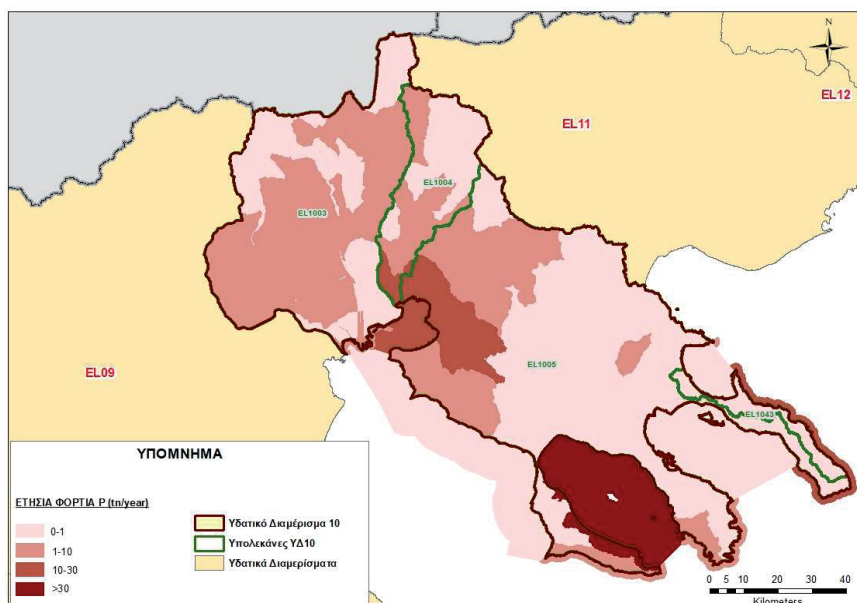 N
EL12
EL11
EL1004
EL1003
EL09
EL1005
EL1043
ΥΠΟΜΝΗΜΑ
ΕΤΗΣΙΑ ΦΟΡΤΙΑ P (tn/year)
0-1
1-10
10-30
>30
Υδατικό Διαμέρισμα 10
Υπολεκάνες ΥΔ10
Υδατικά Διαμερίσματα
0 5 10 20 30 40
Kilometers